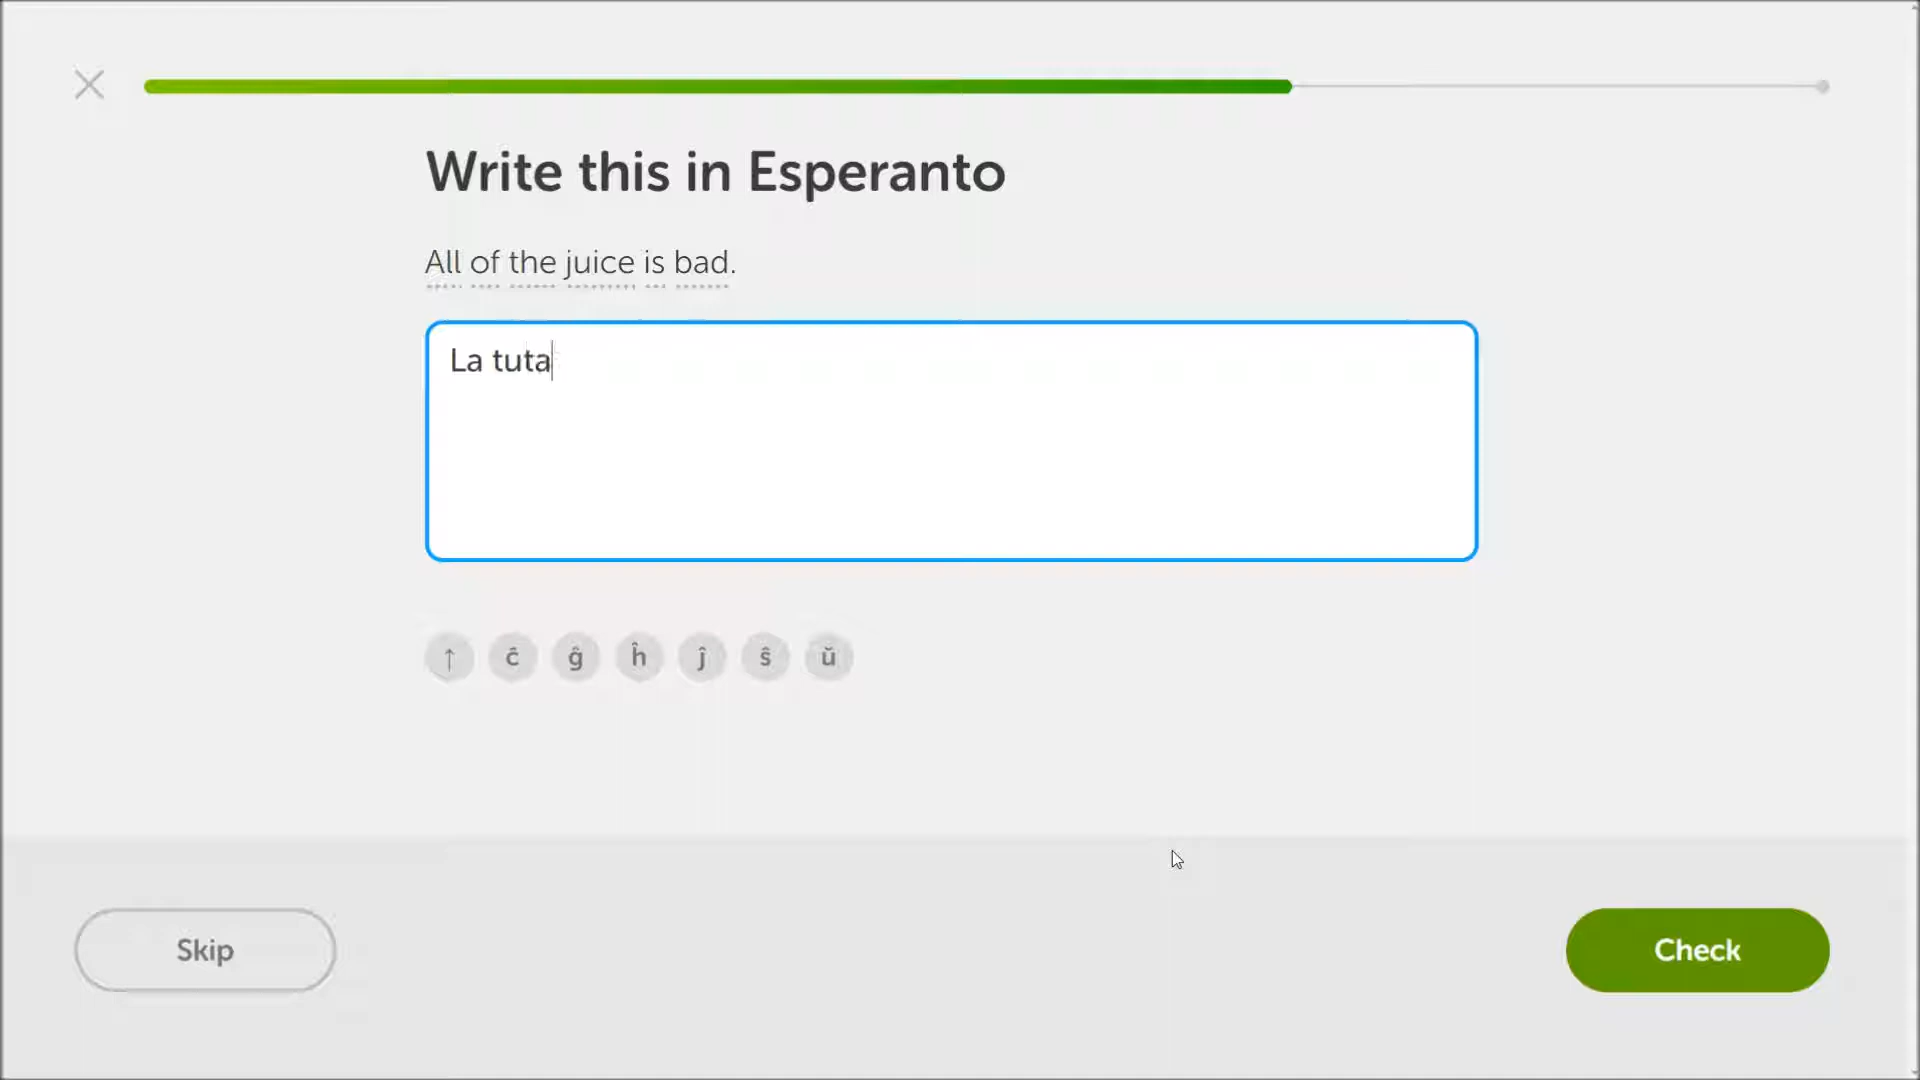 Write this in Esperanto
All of the juice is bad.
La tuta
↑ ĉ ĝ ĥ ĵ ŝ ŭ
Skip
Check